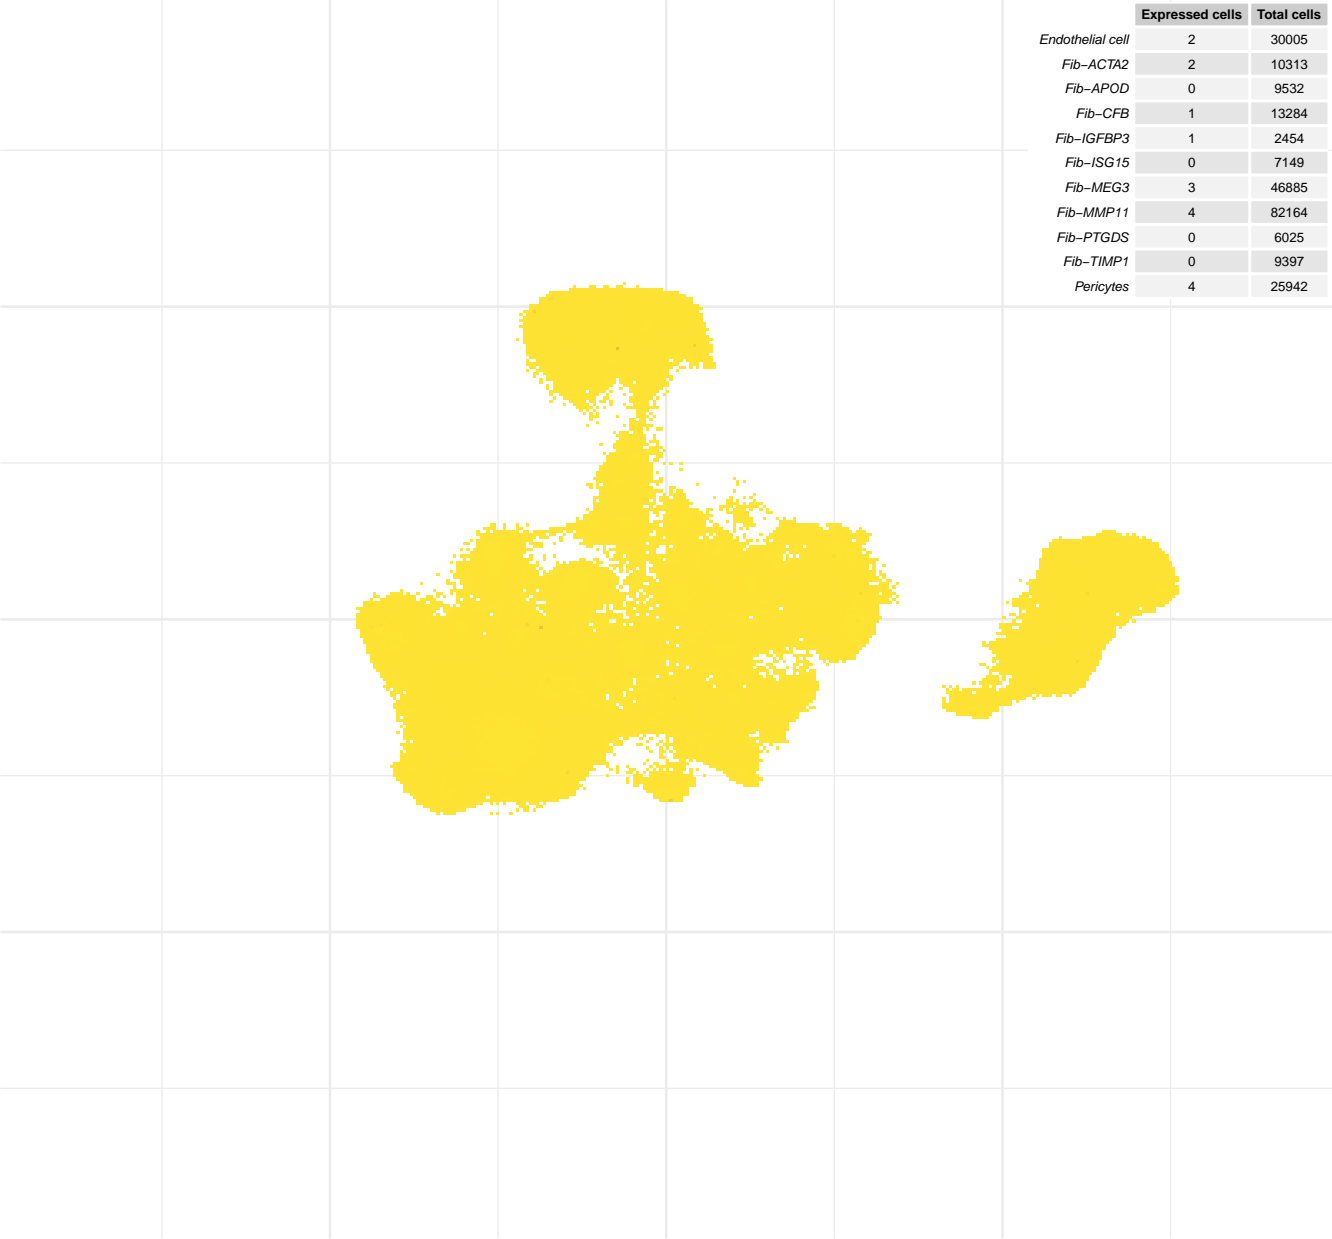 Expressed cells Total cells
Endothelial cell 2 30005
Fib−ACTA2 2 10313
Fib−APOD 0 9532
Fib−CFB 1 13284
Fib−IGFBP3 1 2454
Fib−ISG15 0 7149
Fib−MEG3 3 46885
Fib−MMP11 4 82164
Fib−PTGDS 0 6025
Fib−TIMP1 0 9397
Pericytes 4 25942